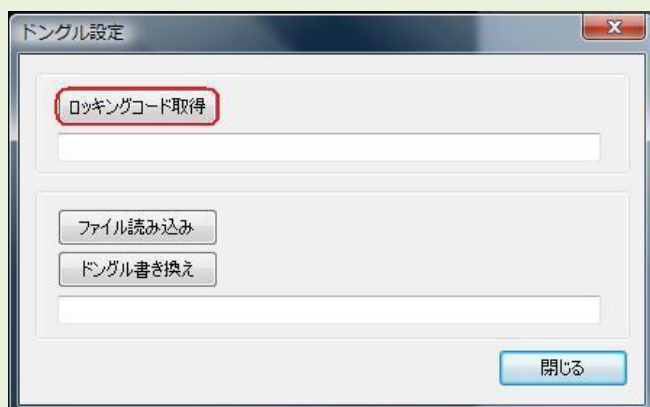 ドングル設定
ロッキングコード取得
ファイル読み込み
ドングル書き換え
閉じる